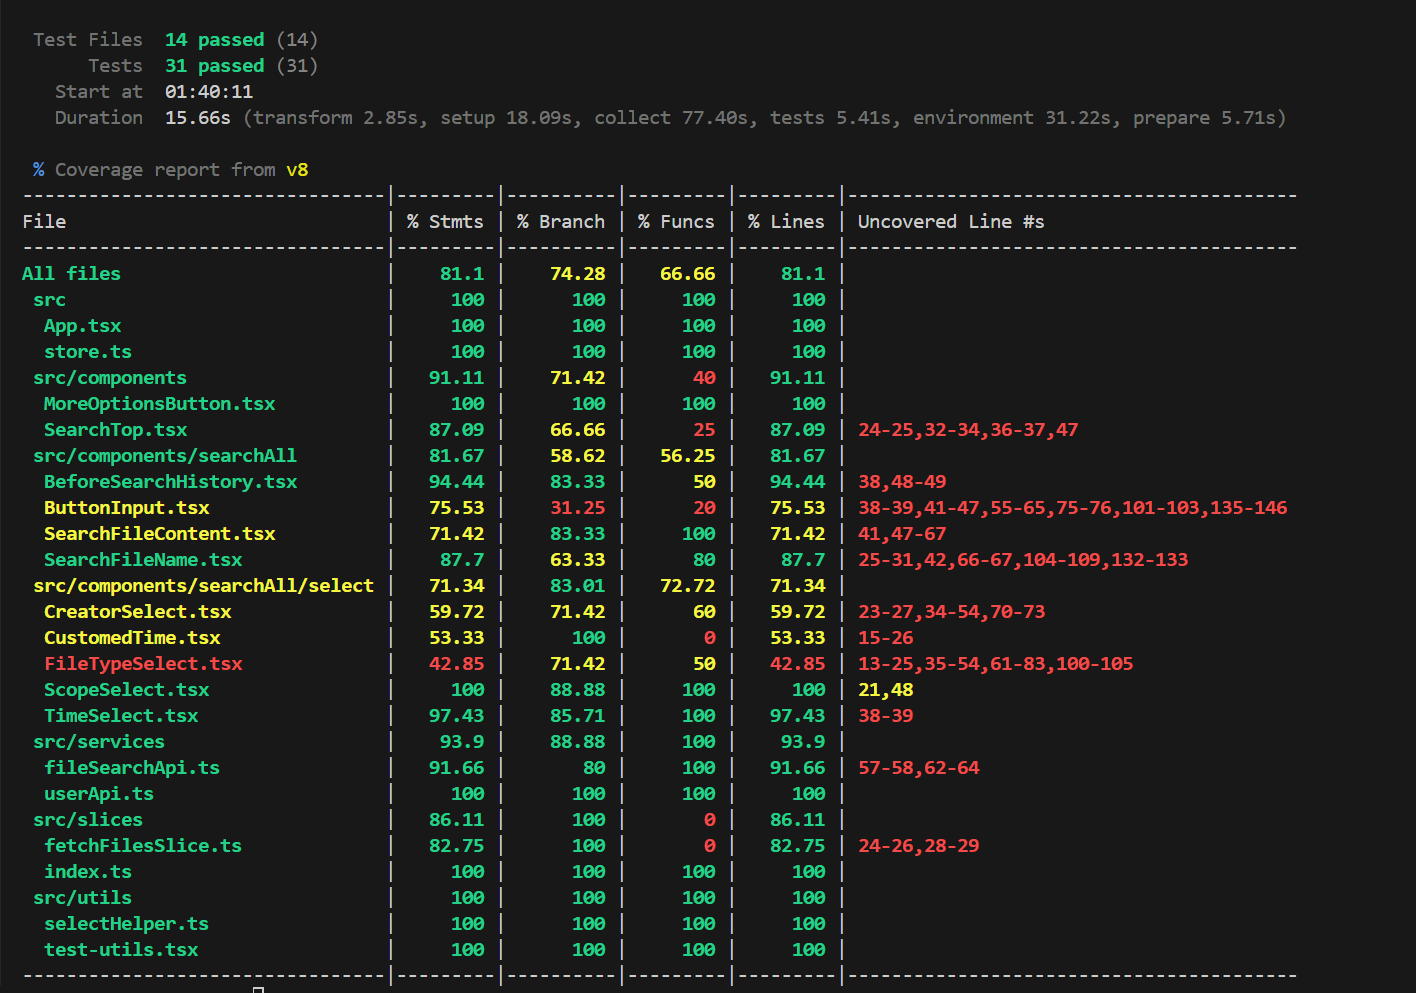 Test Files  14 passed (14)
Tests  31 passed (31)
Start at  01:40:11
Duration  15.66s (transform 2.85s, setup 18.09s, collect 77.40s, tests 5.41s, environment 31.22s, prepare 5.71s)
% Coverage report from v8
---------------------------------|---------|----------|---------|---------|-----------------------------------------
File                             | % Stmts | % Branch | % Funcs | % Lines | Uncovered Line #s
---------------------------------|---------|----------|---------|---------|-----------------------------------------
All files                        |    81.1 |    74.28 |   66.66 |    81.1 |
 src                             |     100 |      100 |     100 |     100 |
  App.tsx                        |     100 |      100 |     100 |     100 |
  store.ts                       |     100 |      100 |     100 |     100 |
 src/components                  |   91.11 |    71.42 |      40 |   91.11 |
  MoreOptionsButton.tsx          |     100 |      100 |     100 |     100 |
  SearchTop.tsx                  |   87.09 |    66.66 |      25 |   87.09 | 24-25,32-34,36-37,47
 src/components/searchAll        |   81.67 |    58.62 |   56.25 |   81.67 |
  BeforeSearchHistory.tsx        |   94.44 |    83.33 |      50 |   94.44 | 38,48-49
  ButtonInput.tsx                |   75.53 |    31.25 |      20 |   75.53 | 38-39,41-47,55-65,75-76,101-103,135-146
  SearchFileContent.tsx          |   71.42 |    83.33 |     100 |   71.42 | 41,47-67
  SearchFileName.tsx             |    87.7 |    63.33 |      80 |    87.7 | 25-31,42,66-67,104-109,132-133
 src/components/searchAll/select |   71.34 |    83.01 |   72.72 |   71.34 |
  CreatorSelect.tsx              |   59.72 |    71.42 |      60 |   59.72 | 23-27,34-54,70-73
  CustomedTime.tsx               |   53.33 |      100 |       0 |   53.33 | 15-26
  FileTypeSelect.tsx             |   42.85 |    71.42 |      50 |   42.85 | 13-25,35-54,61-83,100-105
  ScopeSelect.tsx                |     100 |    88.88 |     100 |     100 | 21,48
  TimeSelect.tsx                 |   97.43 |    85.71 |     100 |   97.43 | 38-39
 src/services                    |    93.9 |    88.88 |     100 |    93.9 |
  fileSearchApi.ts               |   91.66 |       80 |     100 |   91.66 | 57-58,62-64
  userApi.ts                     |     100 |      100 |     100 |     100 |
 src/slices                      |   86.11 |      100 |       0 |   86.11 |
  fetchFilesSlice.ts             |   82.75 |      100 |       0 |   82.75 | 24-26,28-29
  index.ts                       |     100 |      100 |     100 |     100 |
 src/utils                       |     100 |      100 |     100 |     100 |
  selectHelper.ts                |     100 |      100 |     100 |     100 |
  test-utils.tsx                 |     100 |      100 |     100 |     100 |
---------------------------------|---------|----------|---------|---------|-----------------------------------------